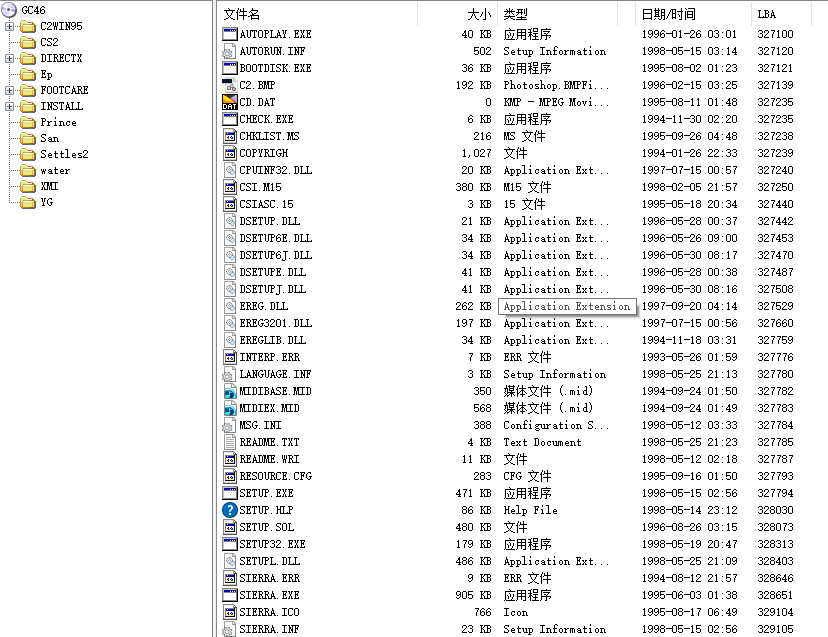 GC46
C2WIN95
CS2
DIRECTX
Ep
FOOTCARE
INSTALL
Prince
San
Settles2
water
XMI
YG
文件名 大小 类型 日期/时间 LBA
AUTOPLAY.EXE 40 KB 应用程序 1996-01-26 03:01 327100
AUTORUN.INF 502 Setup Information 1998-05-15 03:14 327120
BOOTDISK.EXE 36 KB 应用程序 1995-08-02 01:23 327121
C2.BMP 192 KB Photoshop.BMPFi... 1996-02-15 03:25 327139
CD.DAT 0 KMP - MPEG Movi... 1995-08-11 01:48 327235
CHECK.EXE 6 KB 应用程序 1994-11-30 02:20 327235
CHKLIST.MS 216 MS 文件 1995-09-26 04:48 327238
COPYRIGH 1,027 文件 1994-01-26 22:33 327239
CPUINF32.DLL 20 KB Application Ext... 1997-07-15 00:57 327240
CSI.M15 380 KB M15 文件 1998-02-05 21:57 327250
CSIASC.15 3 KB 15 文件 1995-05-18 20:34 327440
DSETUP.DLL 21 KB Application Ext... 1996-05-28 00:37 327442
DSETUP6E.DLL 34 KB Application Ext... 1996-05-26 09:00 327453
DSETUP6J.DLL 34 KB Application Ext... 1996-05-30 08:17 327470
DSETUPE.DLL 41 KB Application Ext... 1996-05-28 00:38 327487
DSETUPJ.DLL 41 KB Application Ext... 1996-05-30 08:16 327508
EREG.DLL 262 KB Application Extension 1997-09-20 04:14 327529
EREG3201.DLL 197 KB Application Ext... 1997-07-15 00:56 327660
EREGLIB.DLL 34 KB Application Ext... 1994-11-18 03:31 327759
INTERP.ERR 7 KB ERR 文件 1993-05-26 01:59 327776
LANGUAGE.INF 3 KB Setup Information 1998-05-25 21:13 327780
MIDIBASE.MID 350 媒体文件 (.mid) 1994-09-24 01:50 327782
MIDIEX.MID 568 媒体文件 (.mid) 1994-09-24 01:49 327783
MSG.INI 388 Configuration S... 1998-05-12 03:33 327784
README.TXT 4 KB Text Document 1998-05-25 21:23 327785
README.WRI 11 KB 文件 1998-05-12 02:18 327787
RESOURCE.CFG 283 CFG 文件 1995-09-16 01:50 327793
SETUP.EXE 471 KB 应用程序 1998-05-15 02:56 327794
SETUP.HLP 86 KB Help File 1998-05-14 23:12 328030
SETUP.SOL 480 KB 文件 1996-08-26 03:15 328073
SETUP32.EXE 179 KB 应用程序 1998-05-19 20:47 328313
SETUPL.DLL 486 KB Application Ext... 1998-05-25 21:09 328403
SIERRA.ERR 9 KB ERR 文件 1994-08-12 21:57 328646
SIERRA.EXE 905 KB 应用程序 1995-06-03 01:38 328651
SIERRA.ICO 766 Icon 1995-08-17 06:49 329104
SIERRA.INF 23 KB Setup Information 1998-05-15 02:56 329105